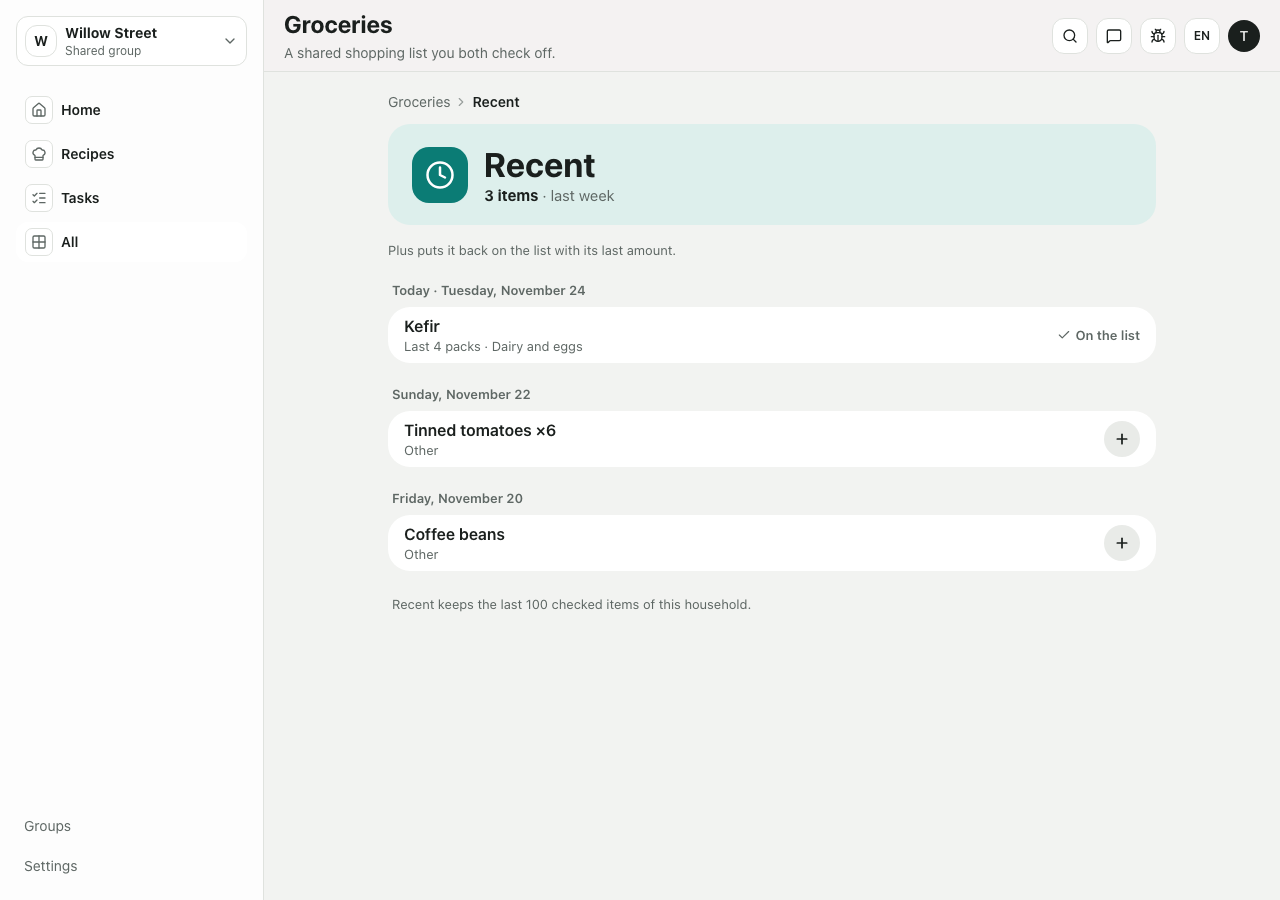 W
Willow Street
Shared group
Home
Recipes
Tasks
All
Groups
Settings
Groceries
A shared shopping list you both check off.
EN
T
Groceries > Recent
Recent
3 items · last week
Plus puts it back on the list with its last amount.
Today · Tuesday, November 24
Kefir
Last 4 packs · Dairy and eggs
On the list
Sunday, November 22
Tinned tomatoes ×6
Other
Friday, November 20
Coffee beans
Other
Recent keeps the last 100 checked items of this household.